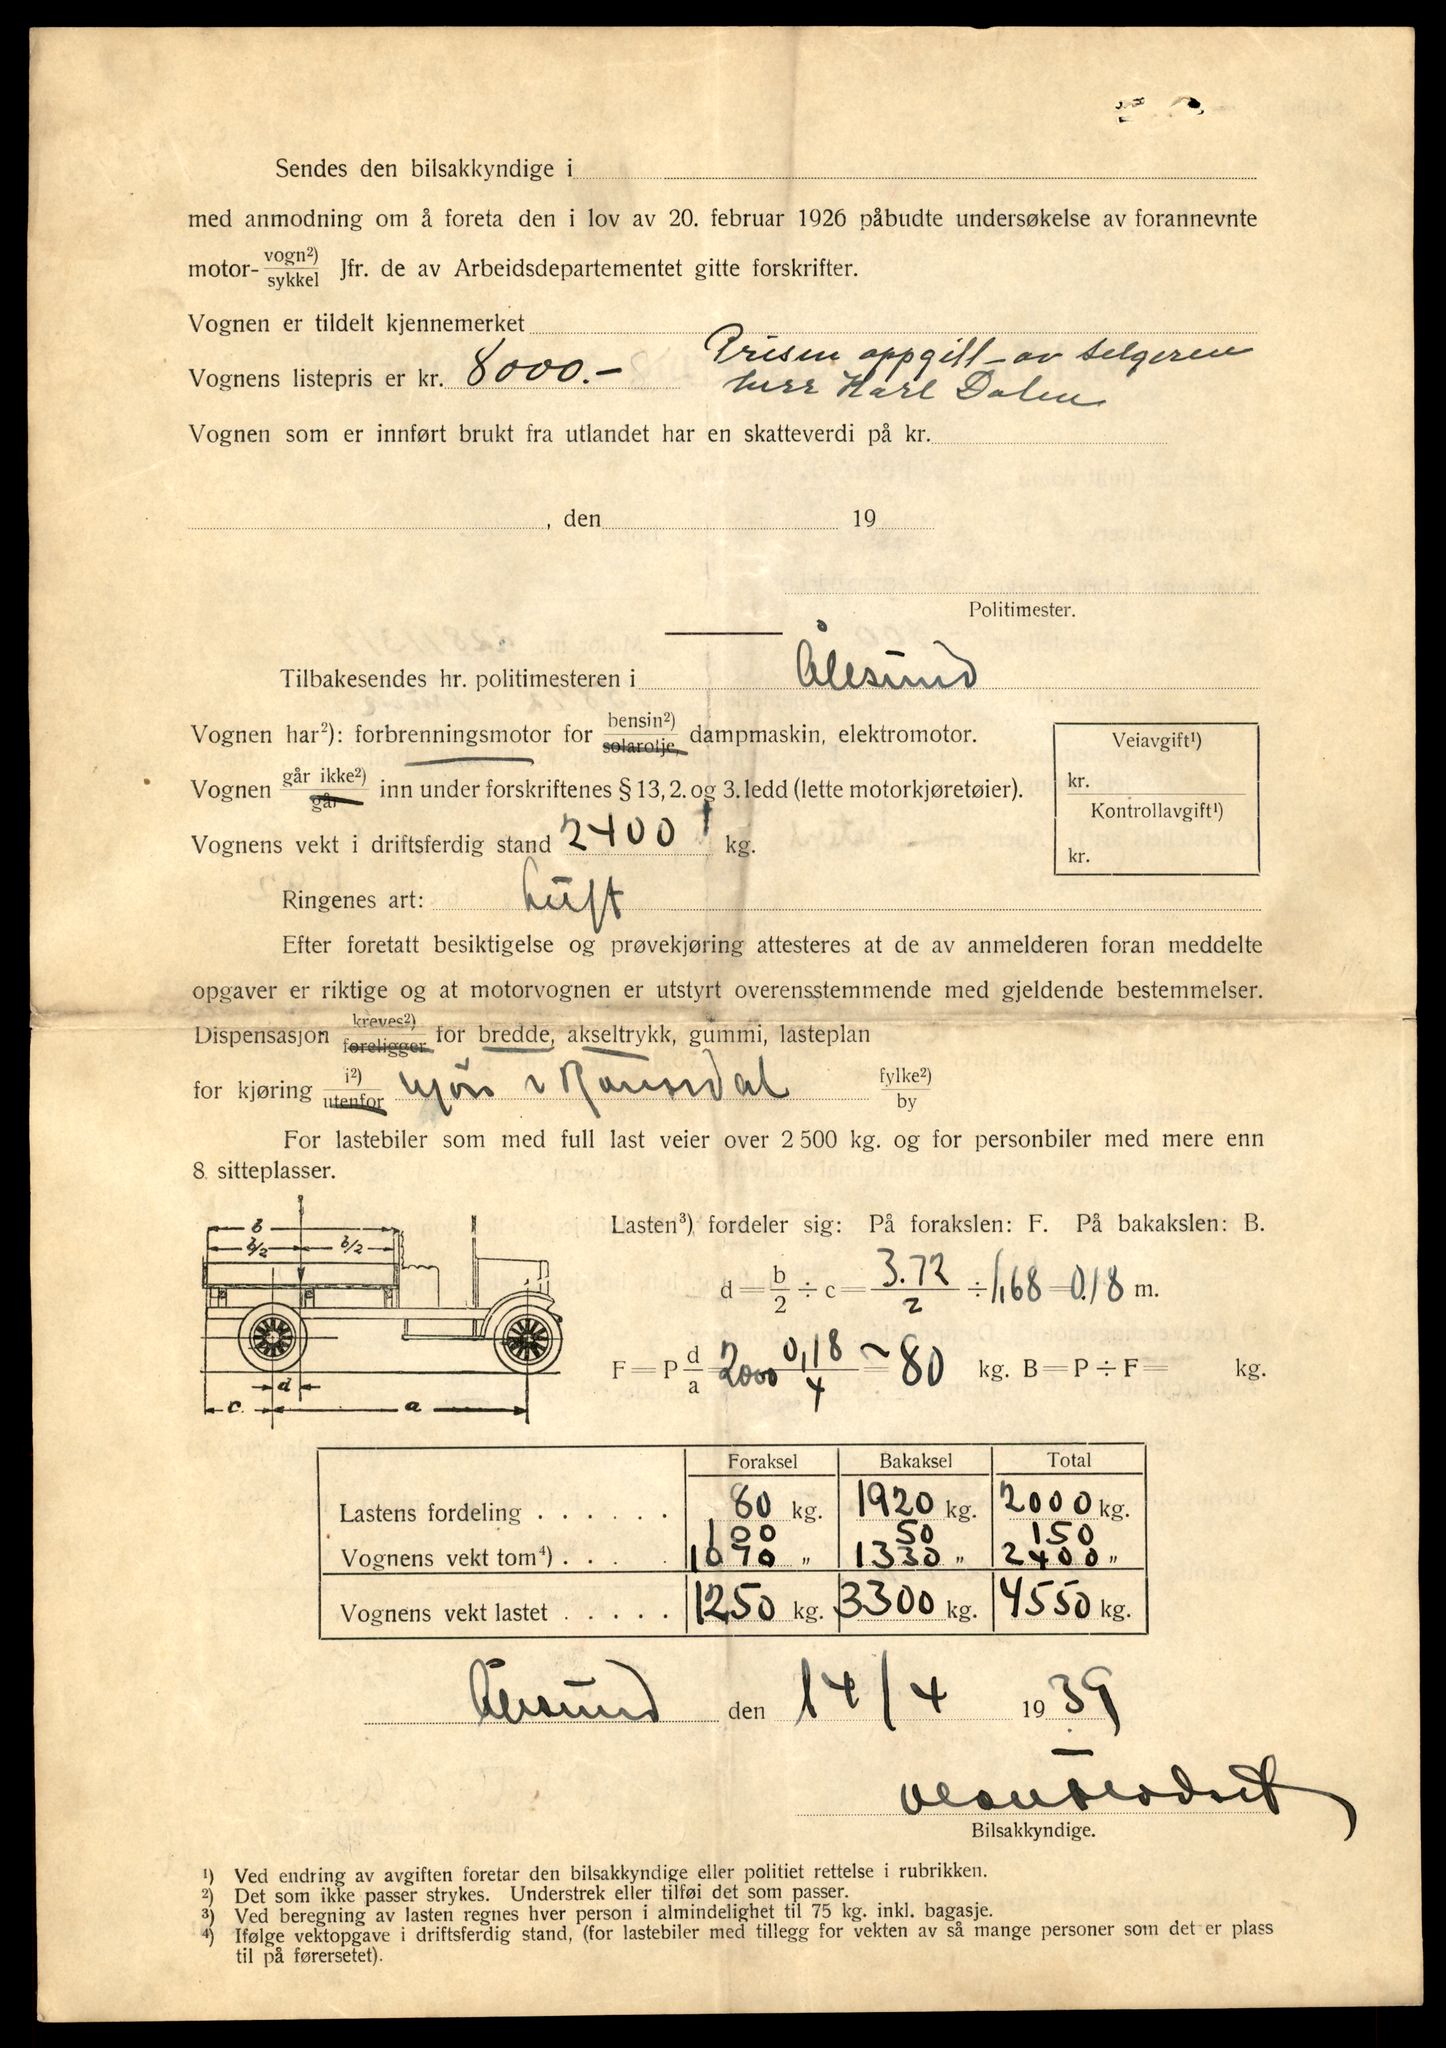 Sendes den bilsakkyndige i
med anmodning om å foreta den i lov av 20. februar 1926 påbudte undersøkelse av forannevnte
motor- vogn²)/sykkel Jfr. de av Arbeidsdepartementet gitte forskrifter.
Vognen er tildelt kjennemerket
Prisen oppgitt av selgeren
Vognens listepris er kr. 8000.-
herr Karl Dalen
Vognen som er innført brukt fra utlandet har en skatteverdi på kr.
, den 19
Politimester.
Tilbakesendes hr. politimesteren i Ålesund
Vognen har²): forbrenningsmotor for bensin²)/solarolje, dampmaskin, elektromotor.
Veiavgift¹)
kr.
Vognen går ikke²)/går inn under forskriftenes § 13, 2. og 3. ledd (lette motorkjøretøier).
Kontrollavgift¹)
kr.
Vognens vekt i driftsferdig stand 2400 kg.
Ringenes art: Luft
Efter foretatt besiktigelse og prøvekjøring attesteres at de av anmelderen foran meddelte
opgaver er riktige og at motorvognen er utstyrt overensstemmende med gjeldende bestemmelser.
Dispensasjon kreves²)/foreligger for bredde, akseltrykk, gummi, lasteplan
for kjøring i²)/utenfor Møre & Romsdal fylke²)/by
For lastebiler som med full last veier over 2 500 kg. og for personbiler med mere enn
8 sitteplasser.
b
b/2 b/2
d
c. a
Lasten³) fordeler sig: På forakslen: F. På bakakslen: B.
d = b/2 ÷ c = 3.72/2 ÷ 1,68 = 0.18 m.
F = P d/a = 2000 0,18/4 = ~ 80 kg. B = P ÷ F = kg.
Foraksel Bakaksel Total
Lastens fordeling . . . . . . 80 kg. 1920 kg. 2000 kg.
100 50 150
Vognens vekt tom⁴) . . . . 1070 „ 1330 „ 2400 „
Vognens vekt lastet . . . . . 1250 kg. 3300 kg. 4550 kg.
Ålesund den 14/4 1939
Bilsakkyndige.
¹) Ved endring av avgiften foretar den bilsakkyndige eller politiet rettelse i rubrikken.
²) Det som ikke passer strykes. Understrek eller tilføi det som passer.
³) Ved beregning av lasten regnes hver person i almindelighet til 75 kg. inkl. bagasje.
⁴) Ifølge vektopgave i driftsferdig stand, (for lastebiler med tillegg for vekten av så mange personer som det er plass
til på førersetet).